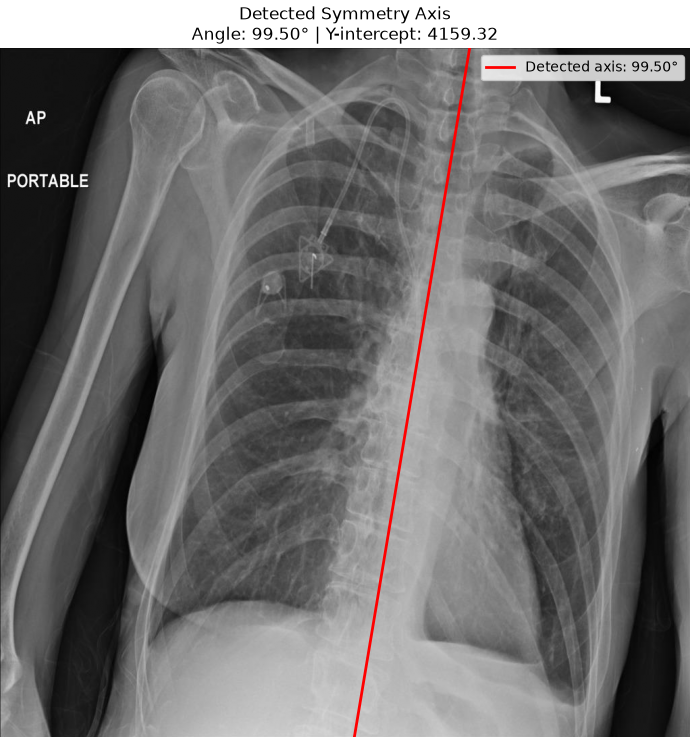 Detected Symmetry Axis
Angle: 99.50° | Y-intercept: 4159.32
Detected axis: 99.50°
L
AP
PORTABLE